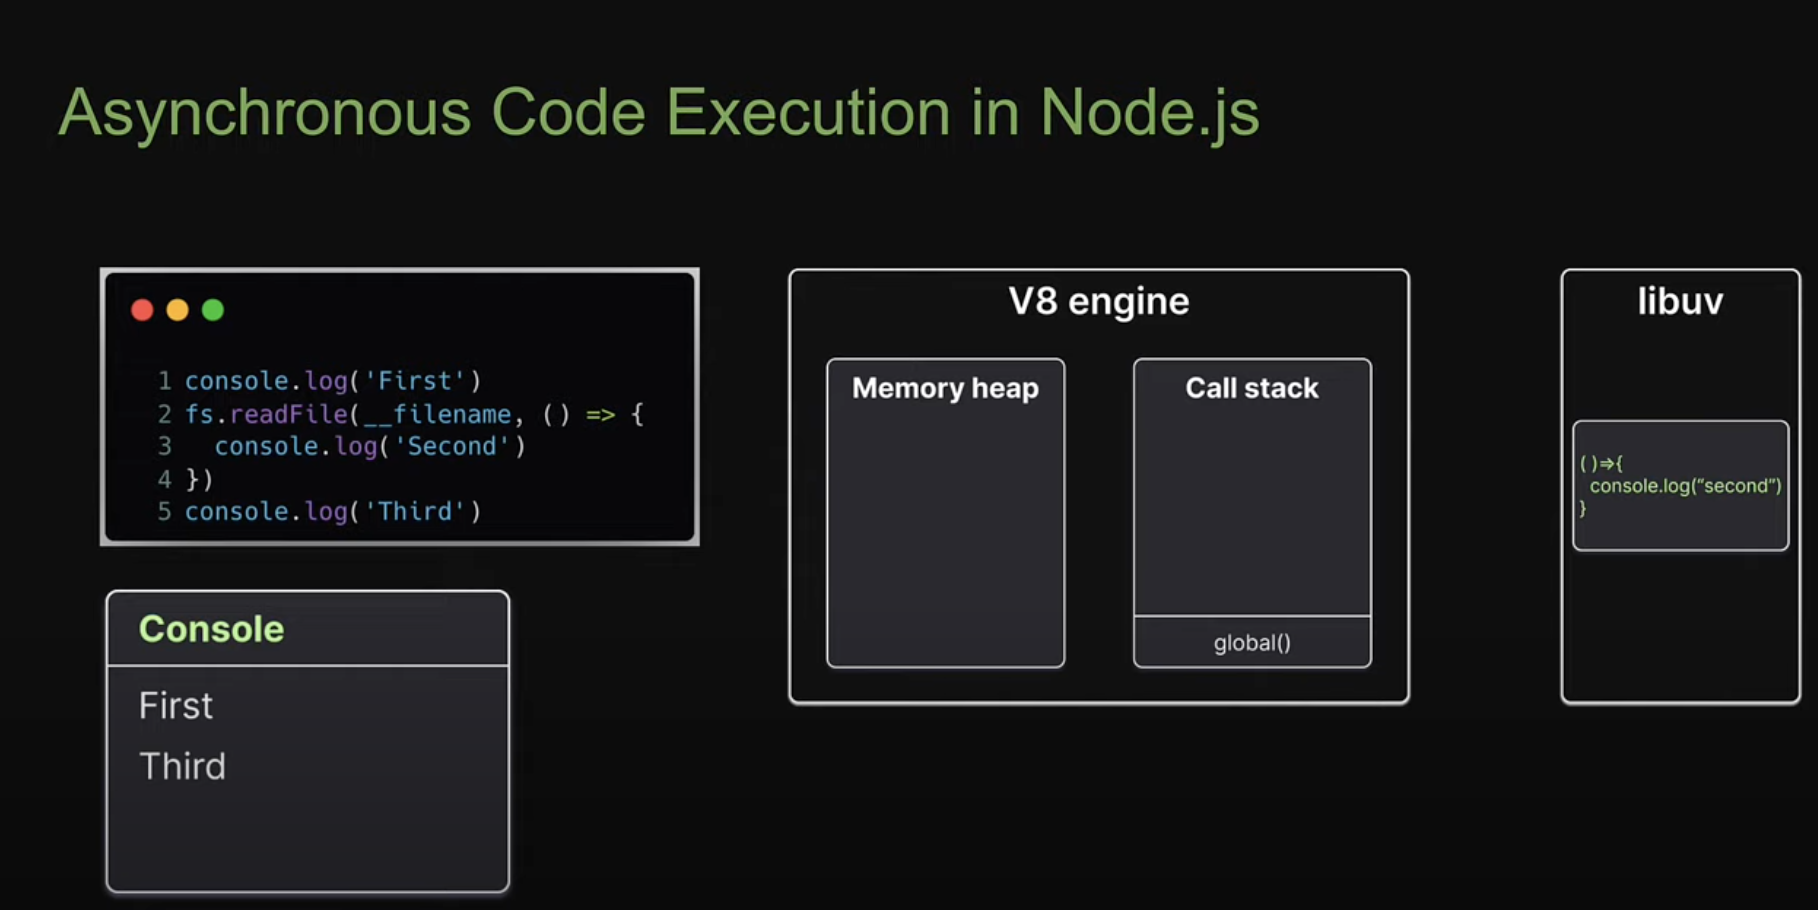 Asynchronous Code Execution in Node.js
1 console.log('First')
2 fs.readFile(__filename, () => {
3   console.log('Second')
4 })
5 console.log('Third')
Console
First
Third
V8 engine
Memory heap
Call stack
global()
libuv
()=>{
console.log(“second”)
}